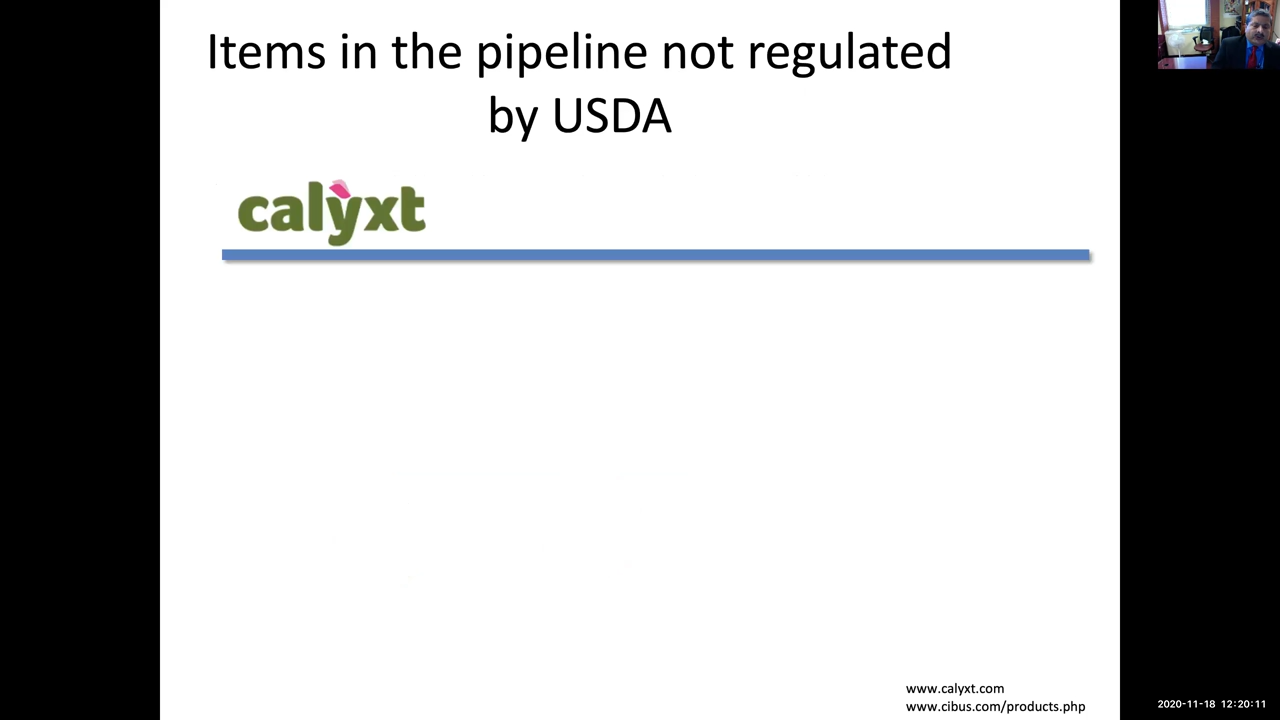 Items in the pipeline not regulated
by USDA
calyxt
www.calyxt.com
www.cibus.com/products.php
2020-11-18 12:20:11